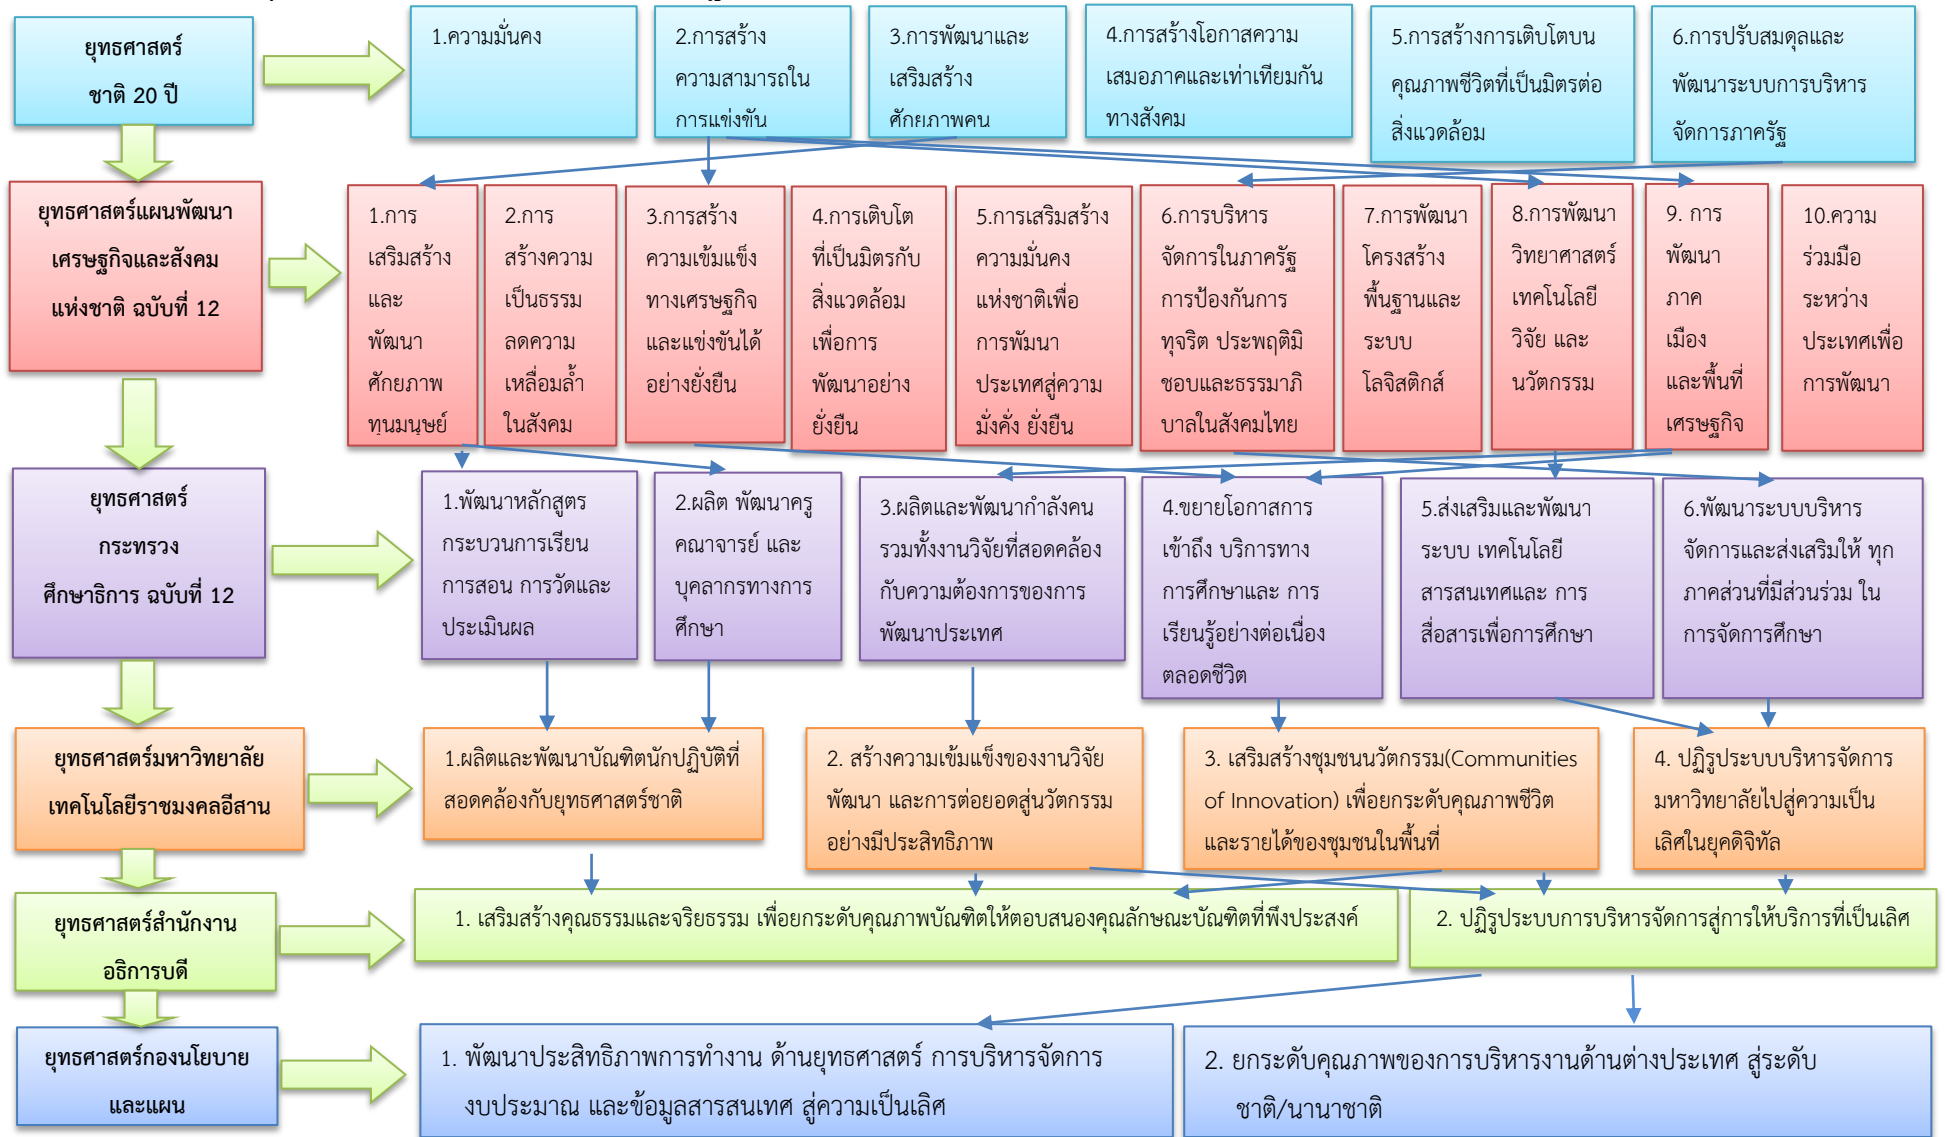 ยุทธศาสตร์
ชาติ 20 ปี
1.ความมั่นคง
2.การสร้าง
ความสามารถใน
การแข่งขัน
3.การพัฒนาและ
เสริมสร้าง
ศักยภาพคน
4.การสร้างโอกาสความ
เสมอภาคและเท่าเทียมกัน
ทางสังคม
5.การสร้างการเติบโตบน
คุณภาพชีวิตที่เป็นมิตรต่อ
สิ่งแวดล้อม
6.การปรับสมดุลและ
พัฒนาระบบการบริหาร
จัดการภาครัฐ
ยุทธศาสตร์แผนพัฒนา
เศรษฐกิจและสังคม
แห่งชาติ ฉบับที่ 12
1.การ
เสริมสร้าง
และ
พัฒนา
ศักยภาพ
ทุนมนุษย์
2.การ
สร้างความ
เป็นธรรม
ลดความ
เหลื่อมล้ำ
ในสังคม
3.การสร้าง
ความเข้มแข็ง
ทางเศรษฐกิจ
และแข่งขันได้
อย่างยั่งยืน
4.การเติบโต
ที่เป็นมิตรกับ
สิ่งแวดล้อม
เพื่อการ
พัฒนาอย่าง
ยั่งยืน
5.การเสริมสร้าง
ความมั่นคง
แห่งชาติเพื่อ
การพัมนา
ประเทศสู่ความ
มั่งคั่ง ยั่งยืน
6.การบริหาร
จัดการในภาครัฐ
การป้องกันการ
ทุจริต ประพฤติมิ
ชอบและธรรมาภิ
บาลในสังคมไทย
7.การพัฒนา
โครงสร้าง
พื้นฐานและ
ระบบ
โลจิสติกส์
8.การพัฒนา
วิทยาศาสตร์
เทคโนโลยี
วิจัย และ
นวัตกรรม
9. การ
พัฒนา
ภาค
เมือง
และพื้นที่
เศรษฐกิจ
10.ความ
ร่วมมือ
ระหว่าง
ประเทศเพื่อ
การพัฒนา
ยุทธศาสตร์
กระทรวง
ศึกษาธิการ ฉบับที่ 12
1.พัฒนาหลักสูตร
กระบวนการเรียน
การสอน การวัดและ
ประเมินผล
2.ผลิต พัฒนาครู
คณาจารย์ และ
บุคลากรทางการ
ศึกษา
3.ผลิตและพัฒนากำลังคน
รวมทั้งงานวิจัยที่สอดคล้อง
กับความต้องการของการ
พัฒนาประเทศ
4.ขยายโอกาสการ
เข้าถึง บริการทาง
การศึกษาและ การ
เรียนรู้อย่างต่อเนื่อง
ตลอดชีวิต
5.ส่งเสริมและพัฒนา
ระบบ เทคโนโลยี
สารสนเทศและ การ
สื่อสารเพื่อการศึกษา
6.พัฒนาระบบบริหาร
จัดการและส่งเสริมให้ ทุก
ภาคส่วนที่มีส่วนร่วม ใน
การจัดการศึกษา
ยุทธศาสตร์มหาวิทยาลัย
เทคโนโลยีราชมงคลอีสาน
1.ผลิตและพัฒนาบัณฑิตนักปฏิบัติที่
สอดคล้องกับยุทธศาสตร์ชาติ
2. สร้างความเข้มแข็งของงานวิจัย
พัฒนา และการต่อยอดสู่นวัตกรรม
อย่างมีประสิทธิภาพ
3. เสริมสร้างชุมชนนวัตกรรม(Communities
of Innovation) เพื่อยกระดับคุณภาพชีวิต
และรายได้ของชุมชนในพื้นที่
4. ปฏิรูประบบบริหารจัดการ
มหาวิทยาลัยไปสู่ความเป็น
เลิศในยุคดิจิทัล
ยุทธศาสตร์สำนักงาน
อธิการบดี
1. เสริมสร้างคุณธรรมและจริยธรรม เพื่อยกระดับคุณภาพบัณฑิตให้ตอบสนองคุณลักษณะบัณฑิตที่พึงประสงค์
2. ปฏิรูประบบการบริหารจัดการสู่การให้บริการที่เป็นเลิศ
ยุทธศาสตร์กองนโยบาย
และแผน
1. พัฒนาประสิทธิภาพการทำงาน ด้านยุทธศาสตร์ การบริหารจัดการ
งบประมาณ และข้อมูลสารสนเทศ สู่ความเป็นเลิศ
2. ยกระดับคุณภาพของการบริหารงานด้านต่างประเทศ สู่ระดับ
ชาติ/นานาชาติ